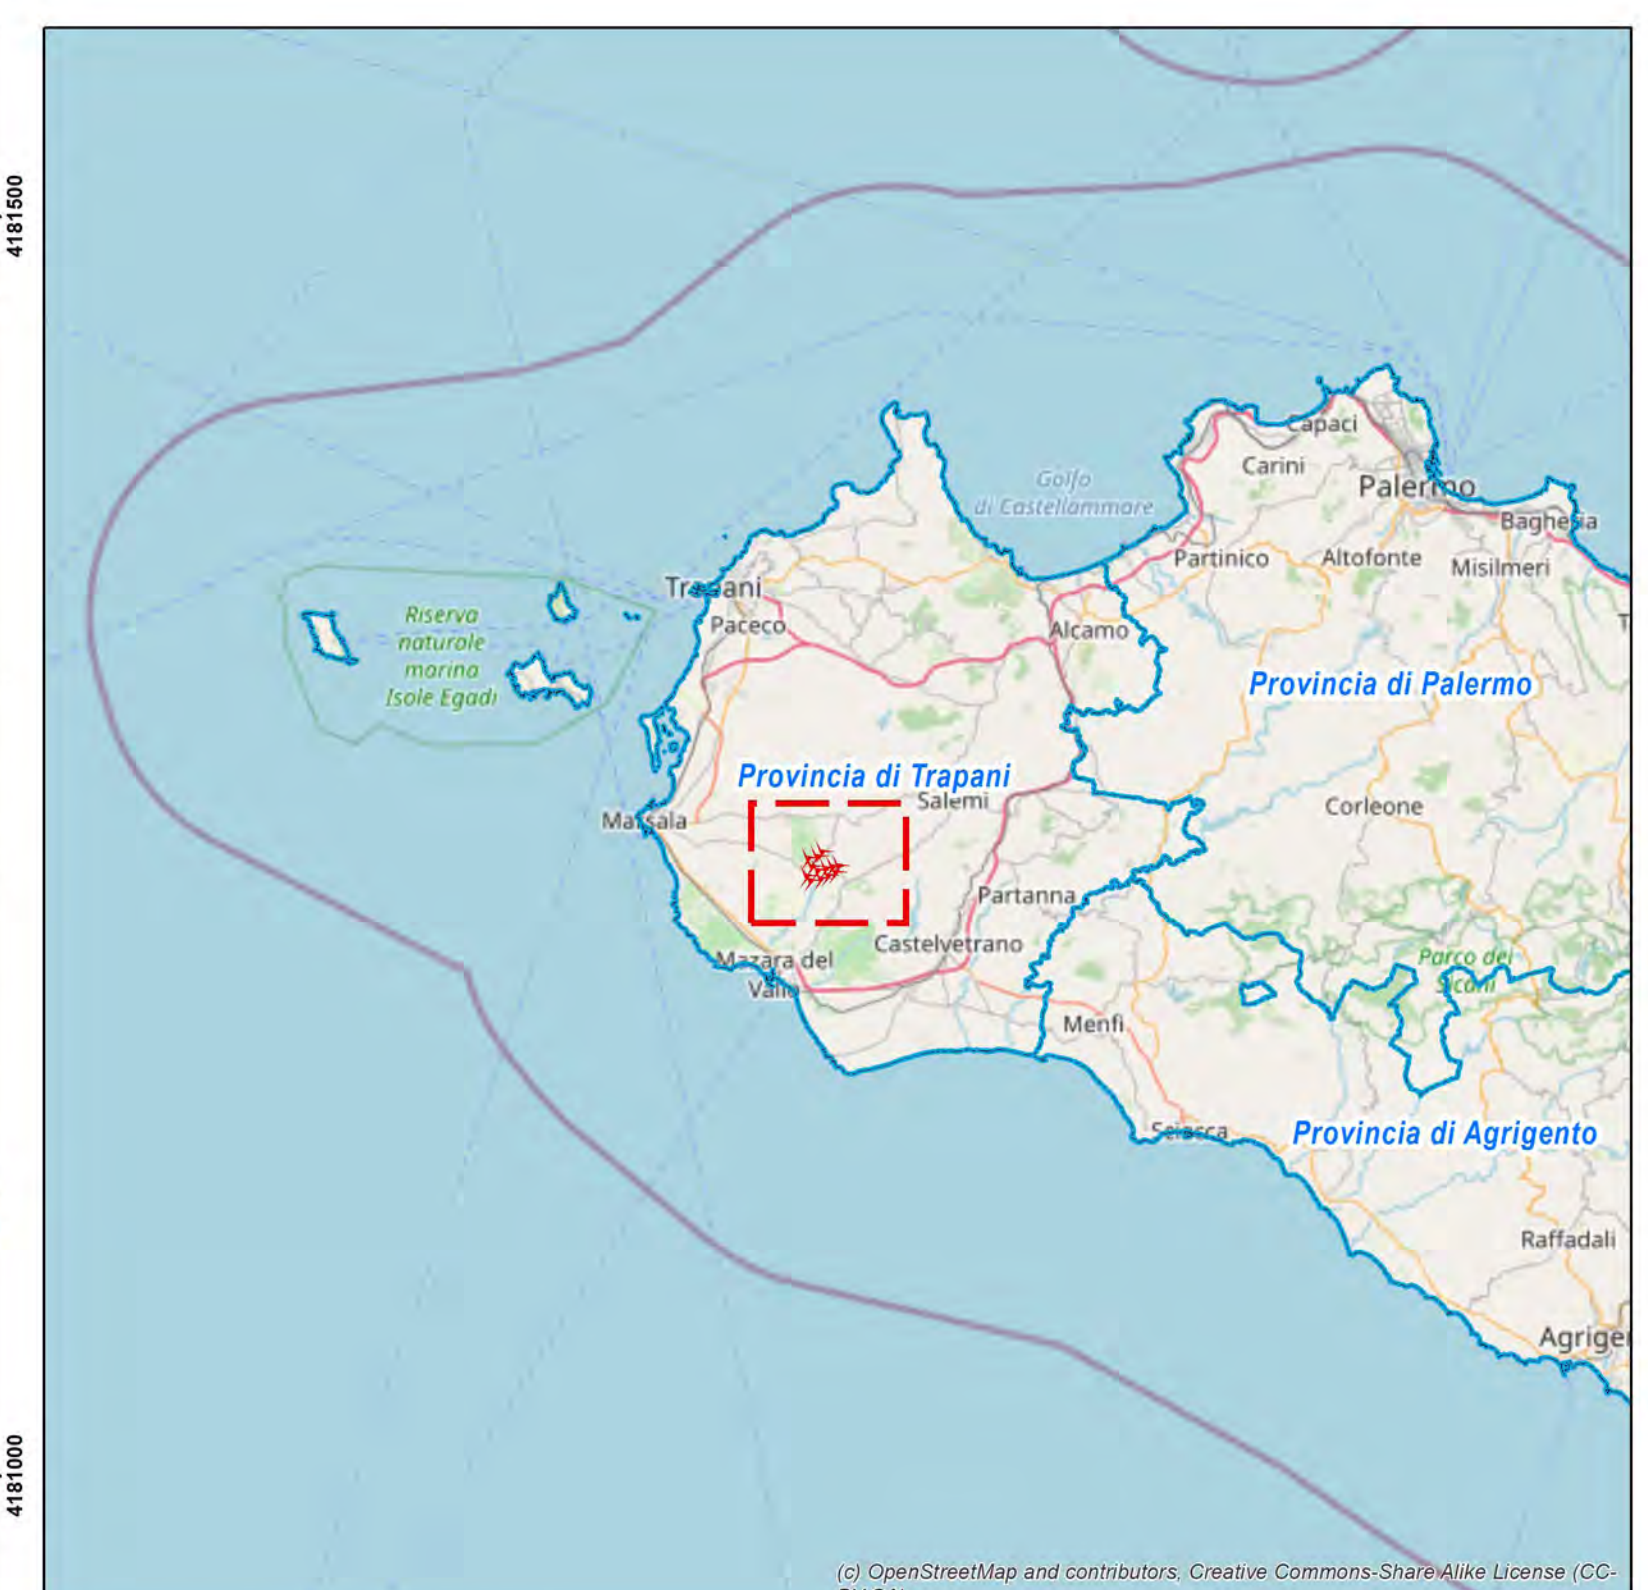 4181500
4181000
Capaci
Carini
Palermo
Bagheria
Golfo
di Castellammare
Partinico
Altofonte
Misilmeri
Trapani
Paceco
Alcamo
Riserva
naturale
marina
Isole Egadi
Provincia di Palermo
Provincia di Trapani
Salemi
Marsala
Corleone
Partanna
Castelvetrano
Mazara del
Vallo
Parco dei
Sicani
Menfi
Sciacca
Provincia di Agrigento
Raffadali
Agrige
(c) OpenStreetMap and contributors, Creative Commons-Share Alike License (CC-